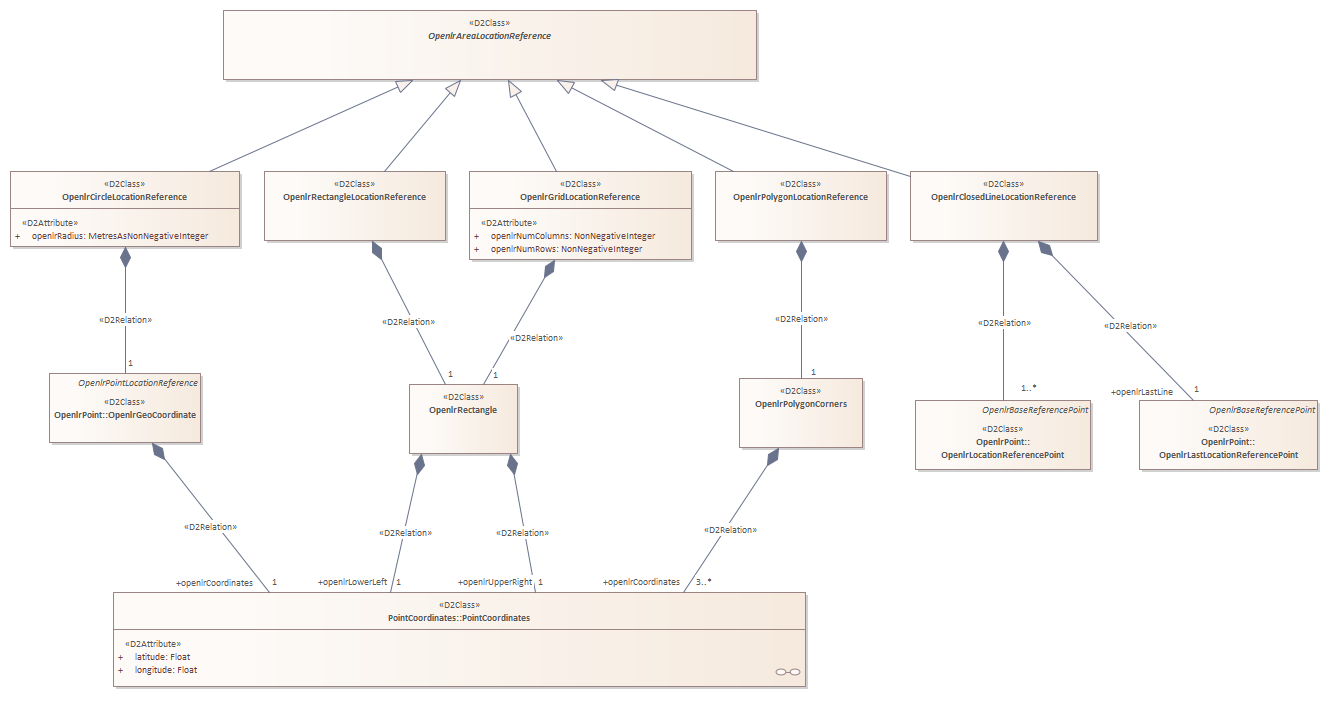 «D2Class»
OpenlrAreaLocationReference
«D2Class»
OpenlrCircleLocationReference
«D2Attribute»
+ openlrRadius: MetresAsNonNegativeInteger
«D2Class»
OpenlrRectangleLocationReference
«D2Class»
OpenlrGridLocationReference
«D2Attribute»
+ openlrNumColumns: NonNegativeInteger
+ openlrNumRows: NonNegativeInteger
«D2Class»
OpenlrPolygonLocationReference
«D2Class»
OpenlrClosedLineLocationReference
«D2Relation»
1
«D2Relation»
1
«D2Relation»
1
«D2Relation»
1
«D2Relation»
1..*
«D2Relation»
+openlrLastLine
1
OpenlrPointLocationReference
«D2Class»
OpenlrPoint::OpenlrGeoCoordinate
«D2Class»
OpenlrRectangle
«D2Class»
OpenlrPolygonCorners
OpenlrBaseReferencePoint
«D2Class»
OpenlrPoint::
OpenlrLocationReferencePoint
OpenlrBaseReferencePoint
«D2Class»
OpenlrPoint::
OpenlrLastLocationReferencePoint
«D2Relation»
+openlrCoordinates
1
«D2Relation»
+openlrLowerLeft
1
«D2Relation»
+openlrUpperRight
1
«D2Relation»
+openlrCoordinates
3..*
«D2Class»
PointCoordinates::PointCoordinates
«D2Attribute»
+ latitude: Float
+ longitude: Float